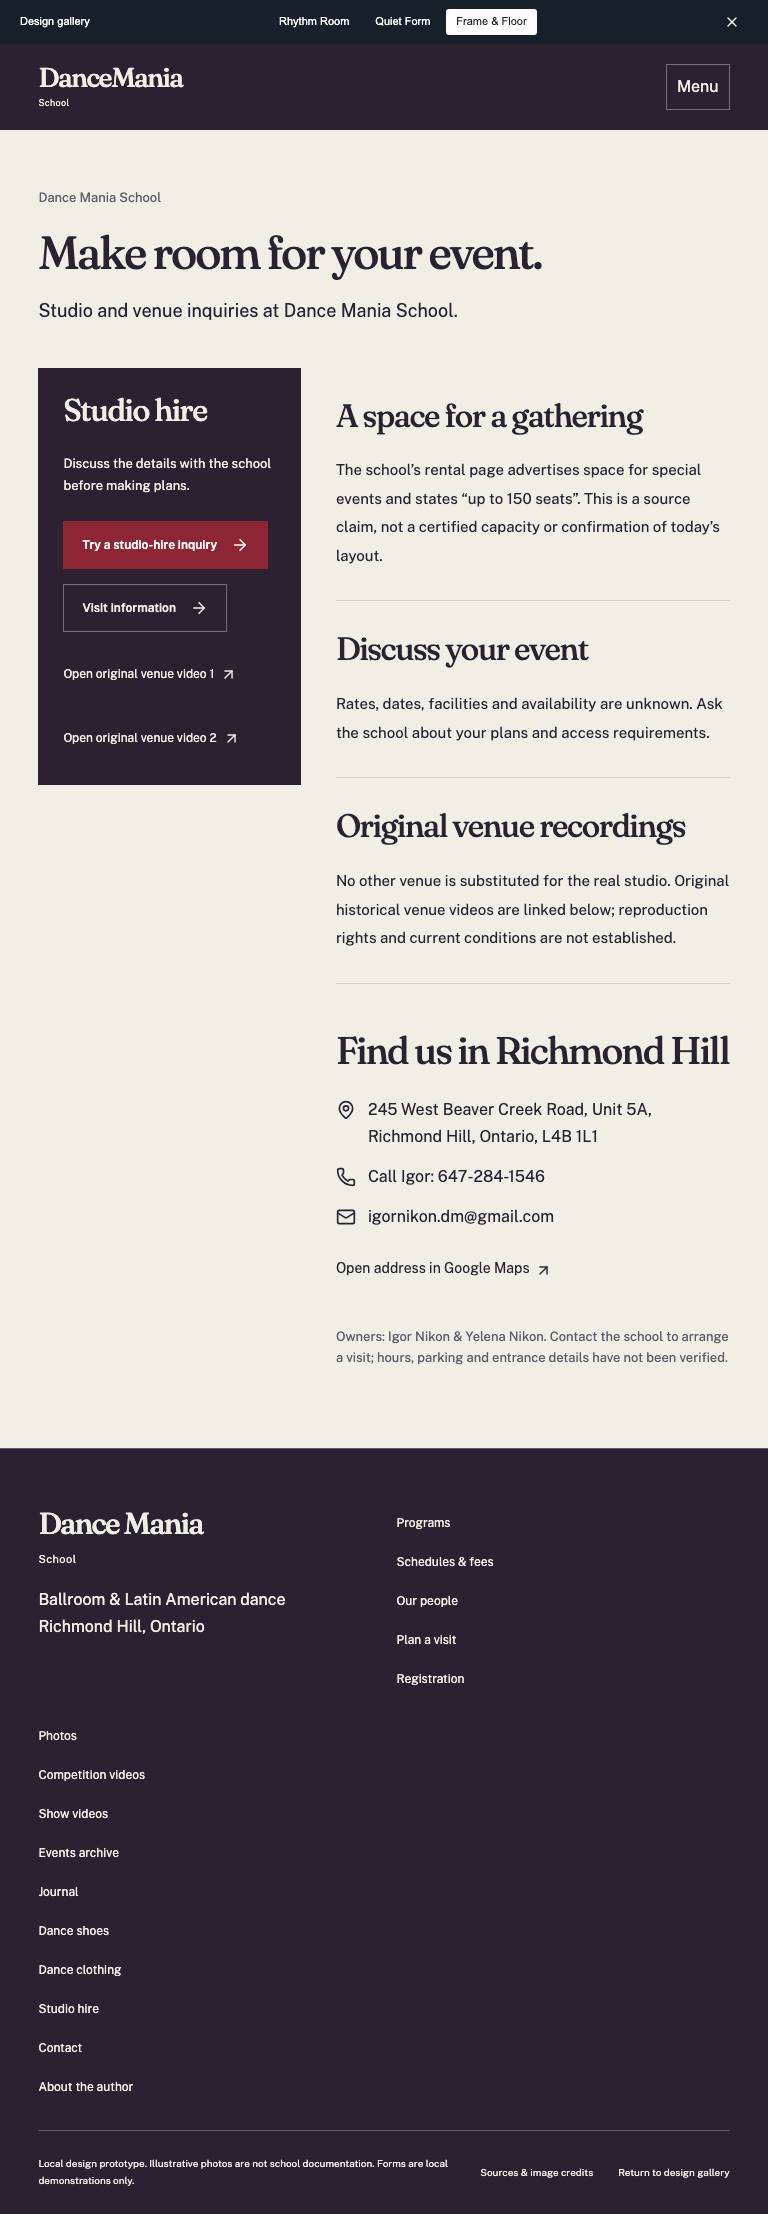 Design gallery
Rhythm Room
Quiet Form
Frame & Floor
DanceMania
School
Menu
Dance Mania School
Make room for your event.
Studio and venue inquiries at Dance Mania School.
Studio hire
Discuss the details with the school
before making plans.
Try a studio-hire inquiry
Visit information
Open original venue video 1
Open original venue video 2
A space for a gathering
The school’s rental page advertises space for special
events and states “up to 150 seats”. This is a source
claim, not a certified capacity or confirmation of today’s
layout.
Discuss your event
Rates, dates, facilities and availability are unknown. Ask
the school about your plans and access requirements.
Original venue recordings
No other venue is substituted for the real studio. Original
historical venue videos are linked below; reproduction
rights and current conditions are not established.
Find us in Richmond Hill
245 West Beaver Creek Road, Unit 5A,
Richmond Hill, Ontario, L4B 1L1
Call Igor: 647-284-1546
igornikon.dm@gmail.com
Open address in Google Maps
Owners: Igor Nikon & Yelena Nikon. Contact the school to arrange
a visit; hours, parking and entrance details have not been verified.
Dance Mania
School
Ballroom & Latin American dance
Richmond Hill, Ontario
Programs
Schedules & fees
Our people
Plan a visit
Registration
Photos
Competition videos
Show videos
Events archive
Journal
Dance shoes
Dance clothing
Studio hire
Contact
About the author
Local design prototype. Illustrative photos are not school documentation. Forms are local
demonstrations only.
Sources & image credits
Return to design gallery